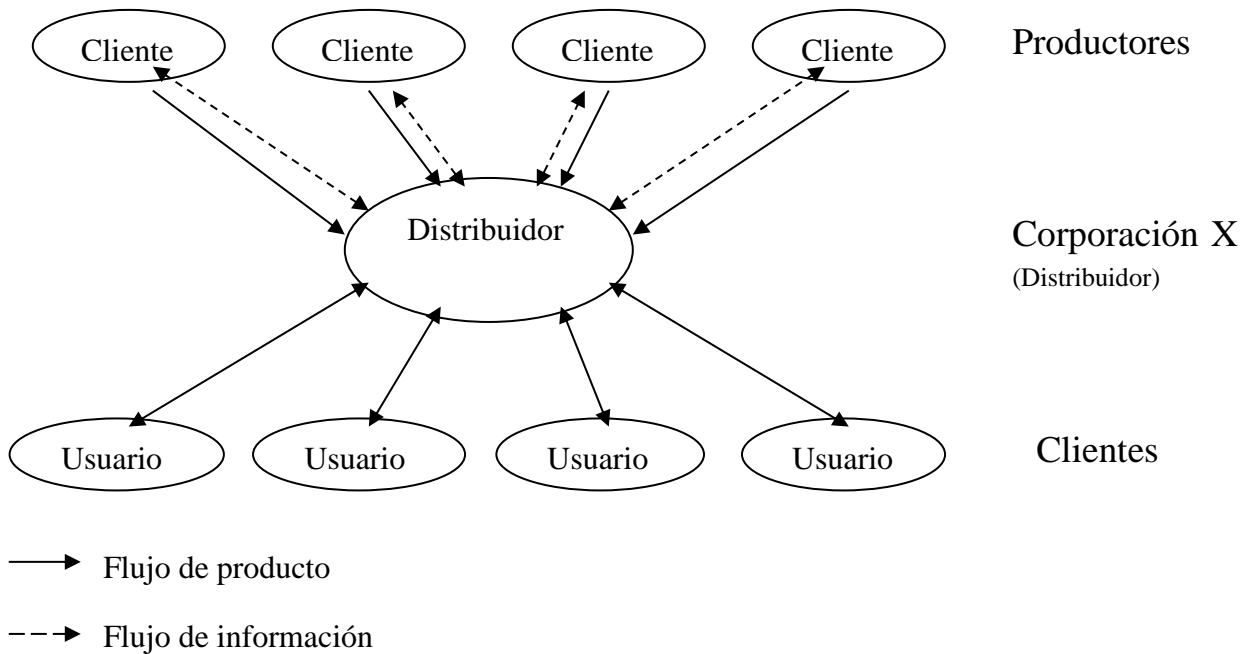 Cliente Cliente Cliente Cliente Productores
Distribuidor Corporación X
(Distribuidor)
Usuario Usuario Usuario Usuario Clientes
Flujo de producto
Flujo de información